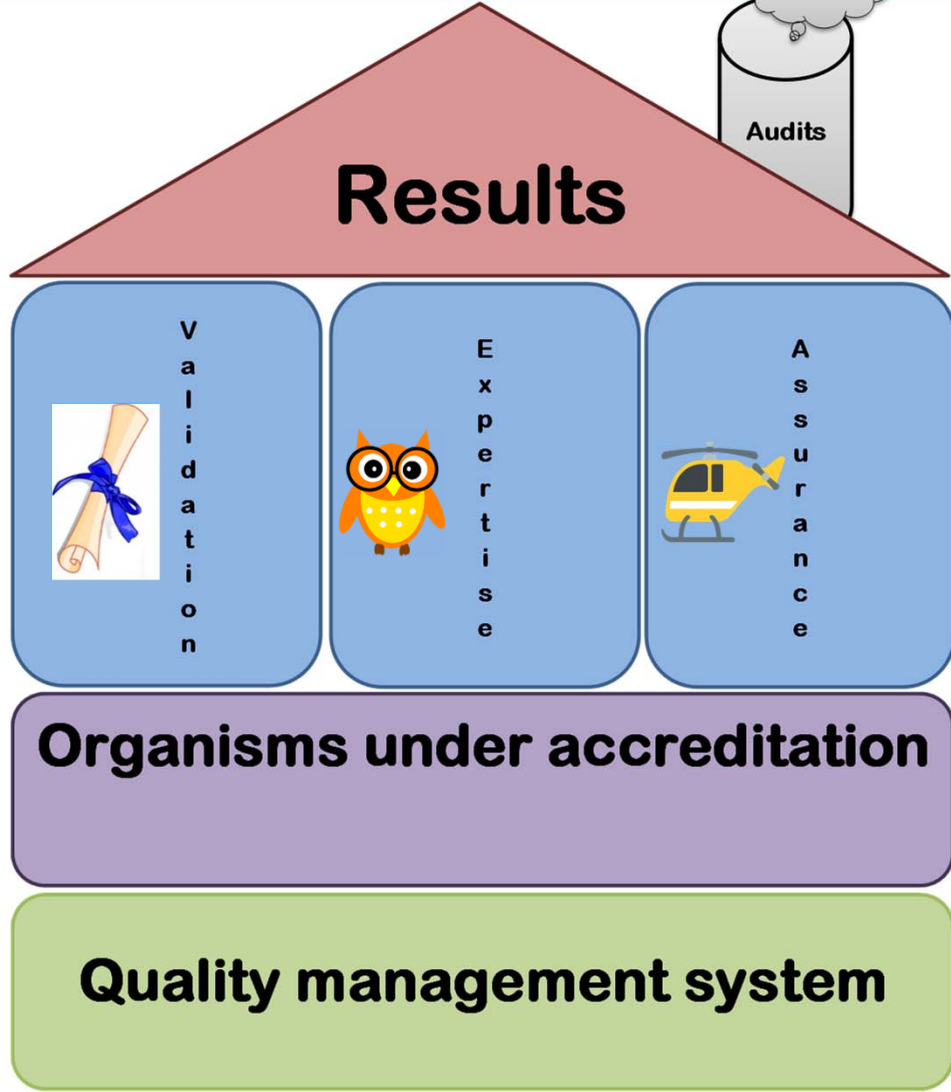 Audits
Results
Validation
Expertise
Assurance
Organisms under accreditation
Quality management system